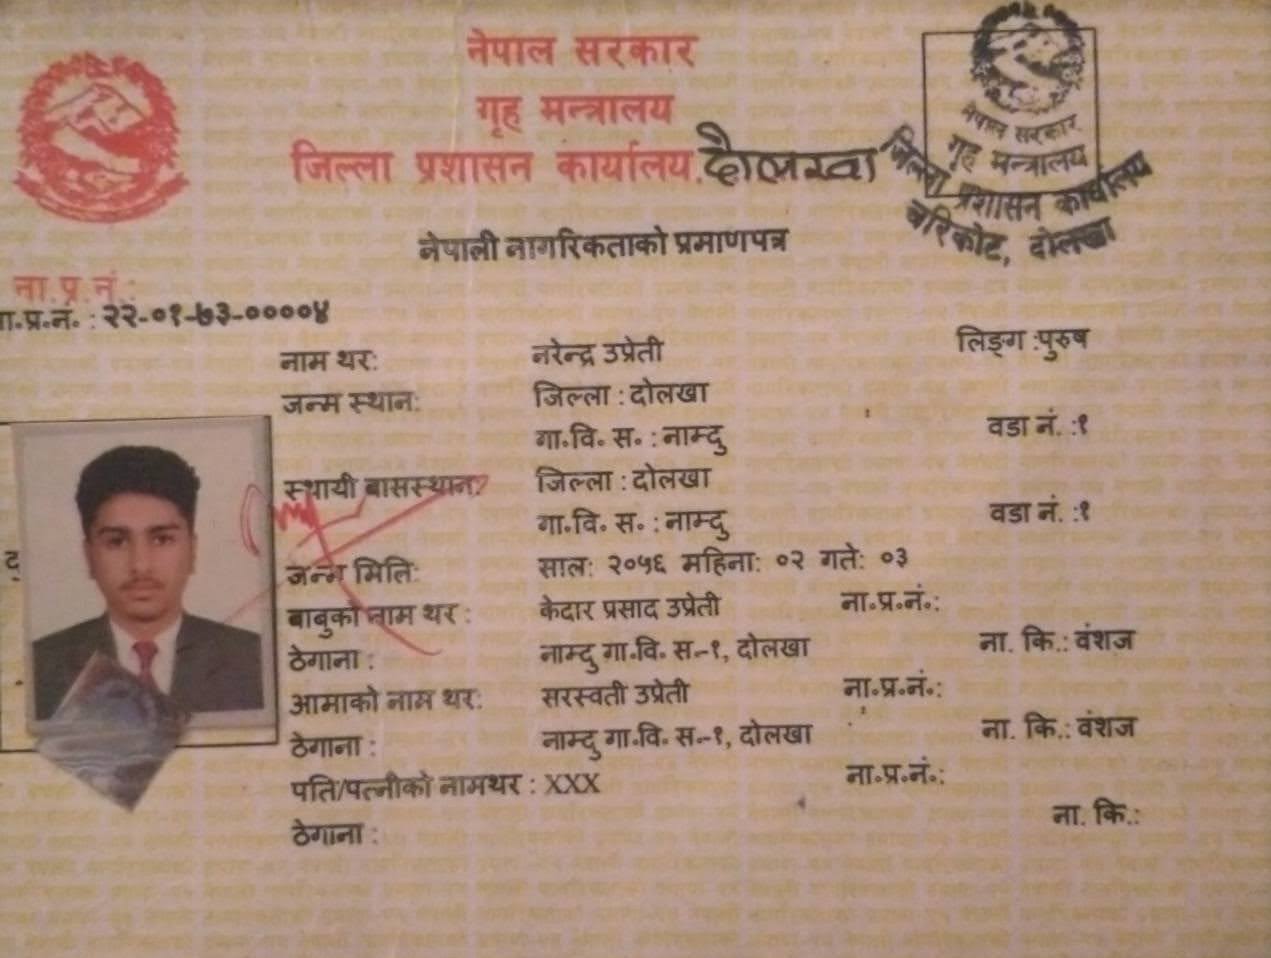 नेपाल सरकार
गृह मन्त्रालय
जिल्ला प्रशासन कार्यालय, दोलखा
नेपाल सरकार
गृह मन्त्रालय
जिल्ला प्रशासन कार्यालय
चरिकोट, दोलखा
नेपाली नागरिकताको प्रमाणपत्र
ना.प्र.नं.:
ना.प्र.नं. : २२-०१-७३-००००४
नाम थर: नरेन्द्र उप्रेती लिङ्ग :पुरुष
जन्म स्थान: जिल्ला : दोलखा
गा.वि. स. : नाम्दु वडा नं. :१
स्थायी बासस्थान: जिल्ला : दोलखा
गा.वि. स. : नाम्दु वडा नं. :१
जन्म मिति: साल: २०५६ महिना: ०२ गते: ०३
बाबुको नाम थर : केदार प्रसाद उप्रेती ना.प्र.नं.:
ठेगाना : नाम्दु गा.वि. स.-१, दोलखा ना. कि.: वंशज
आमाको नाम थर: सरस्वती उप्रेती ना.प्र.नं.:
ठेगाना : नाम्दु गा.वि. स.-१, दोलखा ना. कि.: वंशज
पति/पत्नीको नामथर : XXX ना.प्र.नं.:
ठेगाना : ना. कि.: